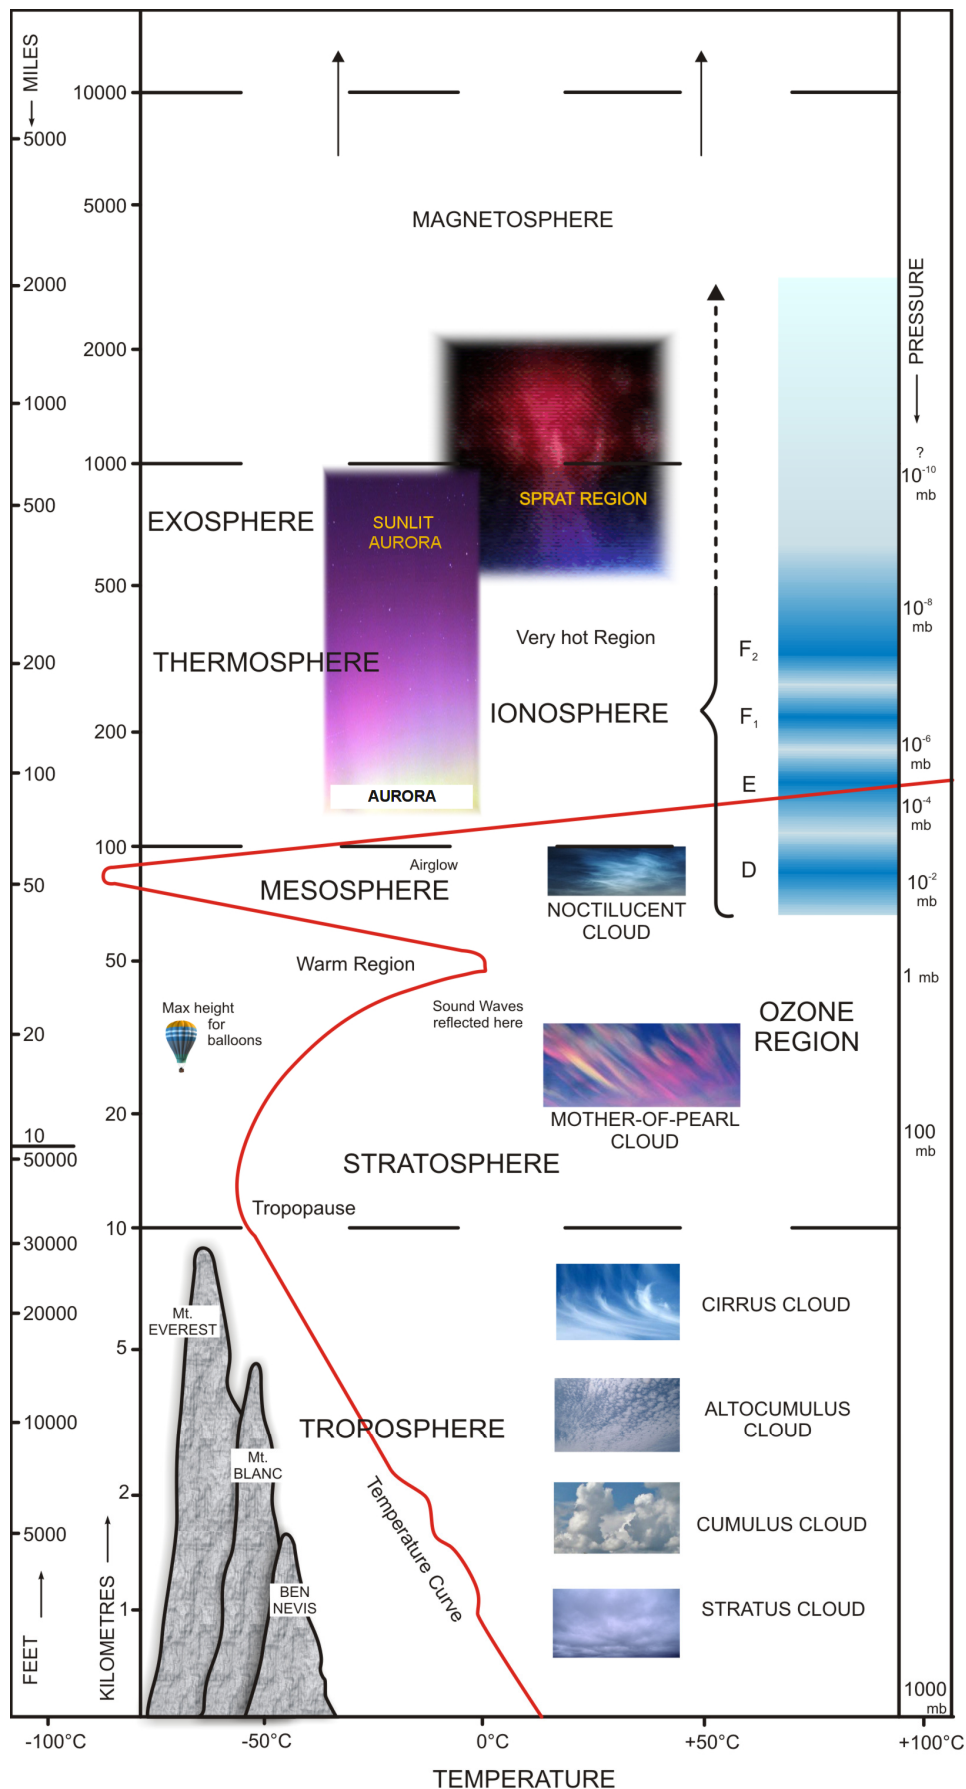 MILES
10000
5000
5000
MAGNETOSPHERE
2000
PRESSURE
2000
1000
1000
?
10-10
mb
500
SPRAT REGION
EXOSPHERE
SUNLIT
AURORA
500
10-8
mb
Very hot Region
F2
200
THERMOSPHERE
IONOSPHERE
F1
200
10-6
mb
100
E
AURORA
10-4
mb
100
Airglow
D
50
MESOSPHERE
10-2
mb
NOCTILUCENT
CLOUD
50
Warm Region
1 mb
Max height
for
balloons
Sound Waves
reflected here
OZONE
REGION
20
20
MOTHER-OF-PEARL
CLOUD
10
50000
100
mb
STRATOSPHERE
Tropopause
10
30000
CIRRUS CLOUD
20000
Mt.
EVEREST
5
ALTOCUMULUS
CLOUD
10000
TROPOSPHERE
Mt.
BLANC
2
Temperature Curve
CUMULUS CLOUD
5000
BEN
NEVIS
1
STRATUS CLOUD
FEET
KILOMETRES
1000
mb
-100°C
-50°C
0°C
+50°C
+100°C
TEMPERATURE